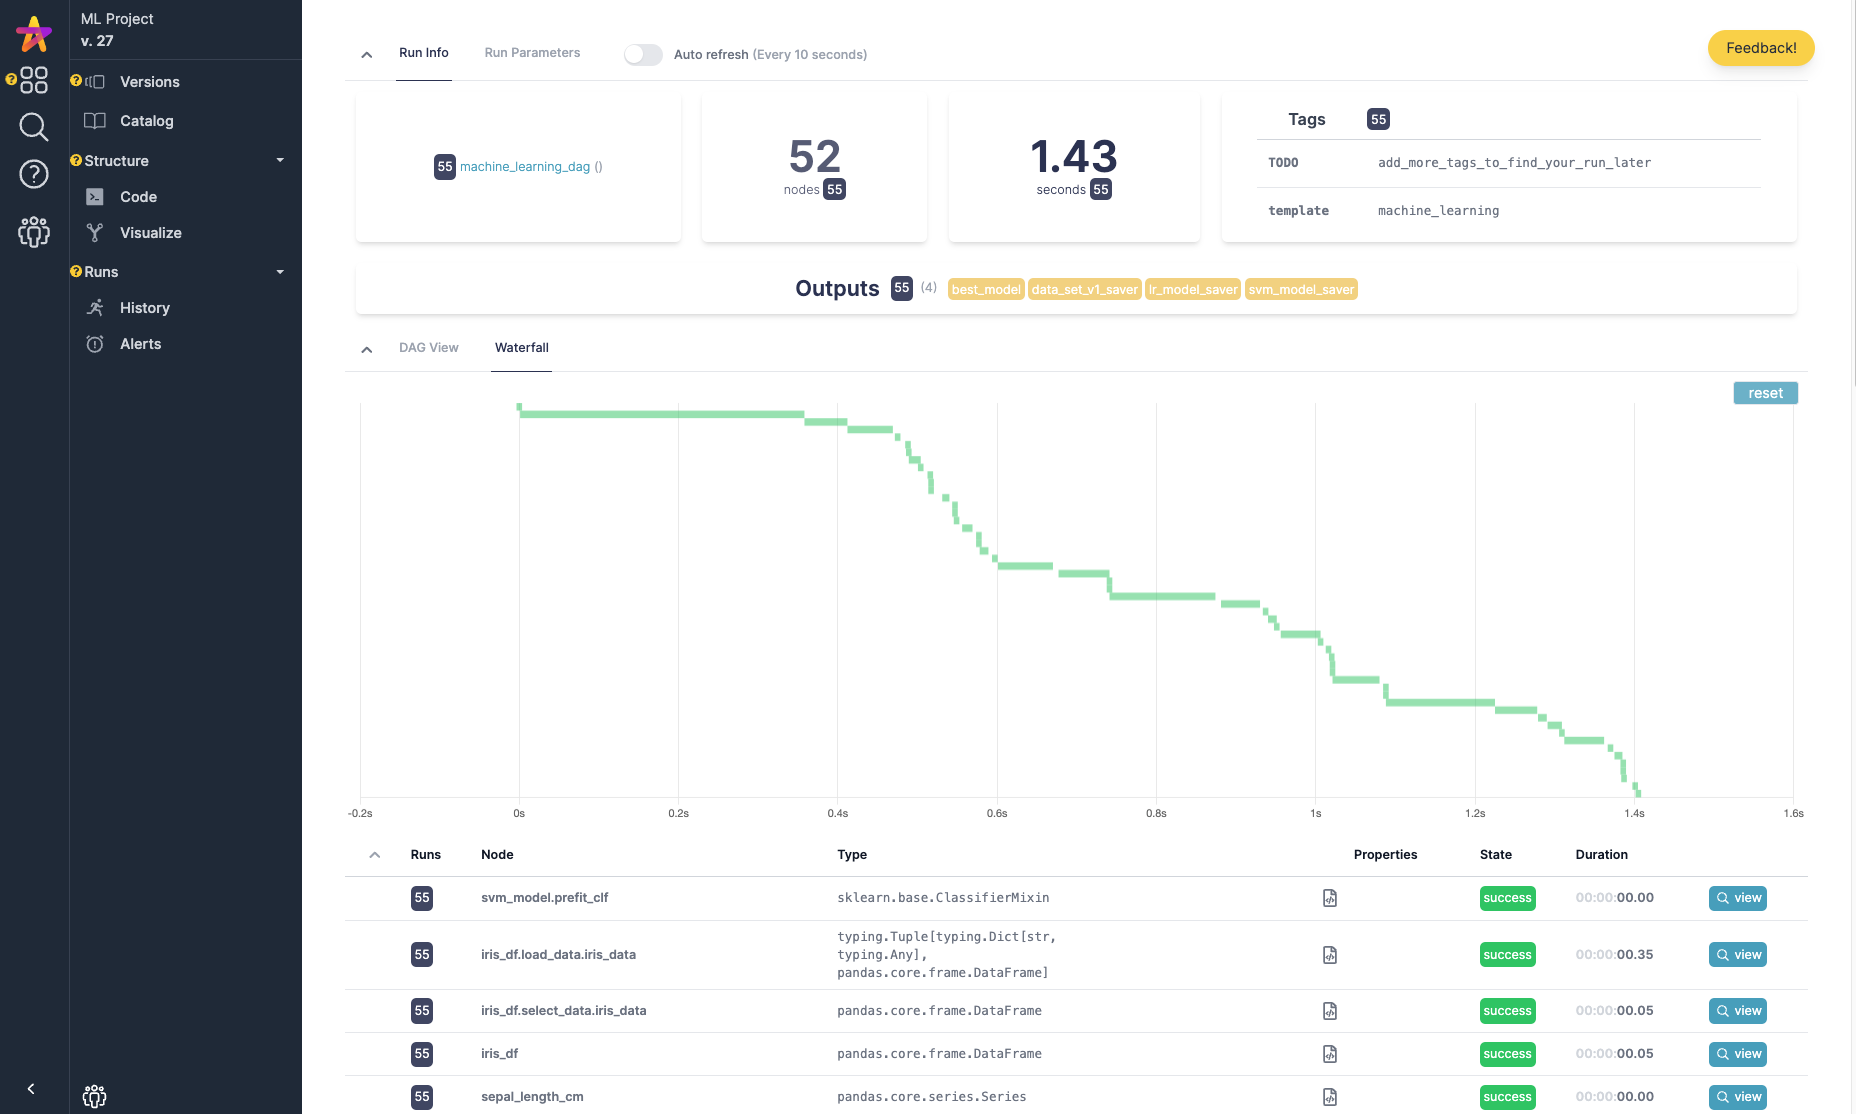 ML Project
v. 27
Versions
Catalog
Structure
Code
Visualize
Runs
History
Alerts
Run Info
Run Parameters
Auto refresh (Every 10 seconds)
Feedback!
55 machine_learning_dag ()
52
nodes 55
1.43
seconds 55
Tags 55
TODO add_more_tags_to_find_your_run_later
template machine_learning
Outputs 55 (4) best_model data_set_v1_saver lr_model_saver svm_model_saver
DAG View Waterfall
reset
-0.2s 0s 0.2s 0.4s 0.6s 0.8s 1s 1.2s 1.4s 1.6s
Runs Node Type Properties State Duration
55 svm_model.prefit_clf sklearn.base.ClassifierMixin success 00:00:00.00 view
55 iris_df.load_data.iris_data typing.Tuple[typing.Dict[str,
typing.Any],
pandas.core.frame.DataFrame] success 00:00:00.35 view
55 iris_df.select_data.iris_data pandas.core.frame.DataFrame success 00:00:00.05 view
55 iris_df pandas.core.frame.DataFrame success 00:00:00.05 view
55 sepal_length_cm pandas.core.series.Series success 00:00:00.00 view